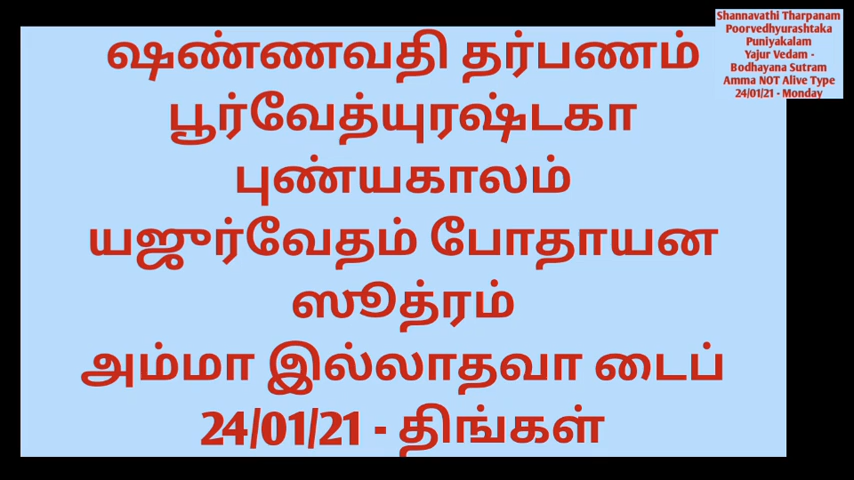 ஷண்ணவதி தர்பணம்
பூர்வேத்யுரஷ்டகா
புண்யகாலம்
யஜுர்வேதம் போதாயன
ஸூத்ரம்
அம்மா இல்லாதவா டைப்
24/01/21 - திங்கள்
Shannavathi Tharpanam
Poorvedhyurashtaka
Puniyakalam
Yajur Vedam -
Bodhayana Sutram
Amma NOT Alive Type
24/01/21 - Monday